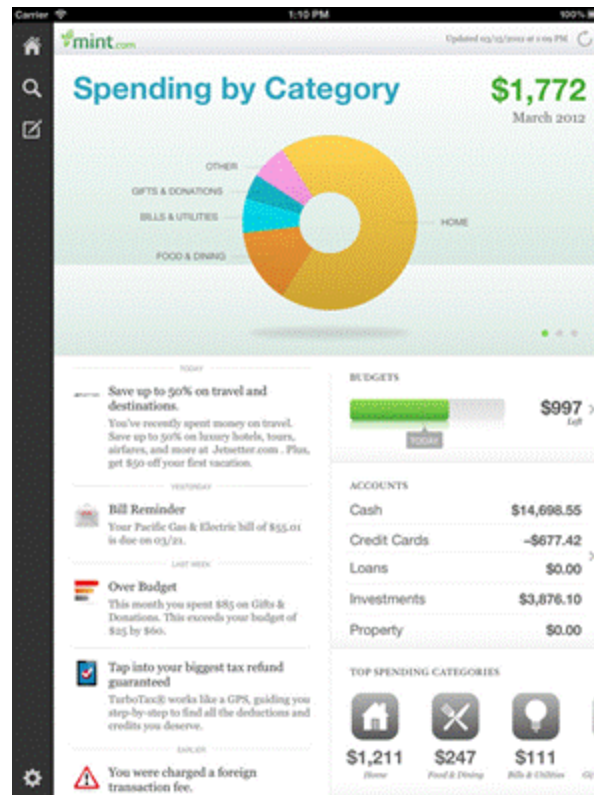 Carrier 1:10 PM 100%
mint.com Updated 03/15/2012 at 1:09 PM
Spending by Category
$1,772
March 2012
OTHER
GIFTS & DONATIONS
BILLS & UTILITIES
FOOD & DINING
HOME
TODAY
Save up to 50% on travel and
destinations.
You've recently spent money on travel.
Save up to 50% on luxury hotels, tours,
airfares, and more at Jetsetter.com . Plus,
get $50 off your first vacation.
YESTERDAY
Bill Reminder
Your Pacific Gas & Electric bill of $55.01
is due on 03/21.
LAST WEEK
Over Budget
This month you spent $85 on Gifts &
Donations. This exceeds your budget of
$25 by $60.
Tap into your biggest tax refund
guaranteed
TurboTax® works like a GPS, guiding you
step-by-step to find all the deductions and
credits you deserve.
EARLIER
You were charged a foreign
transaction fee.
BUDGETS
$997
Left
TODAY
ACCOUNTS
Cash $14,698.55
Credit Cards –$677.42
Loans $0.00
Investments $3,876.10
Property $0.00
TOP SPENDING CATEGORIES
$1,211 $247 $111
Home Food & Dining Bills & Utilities